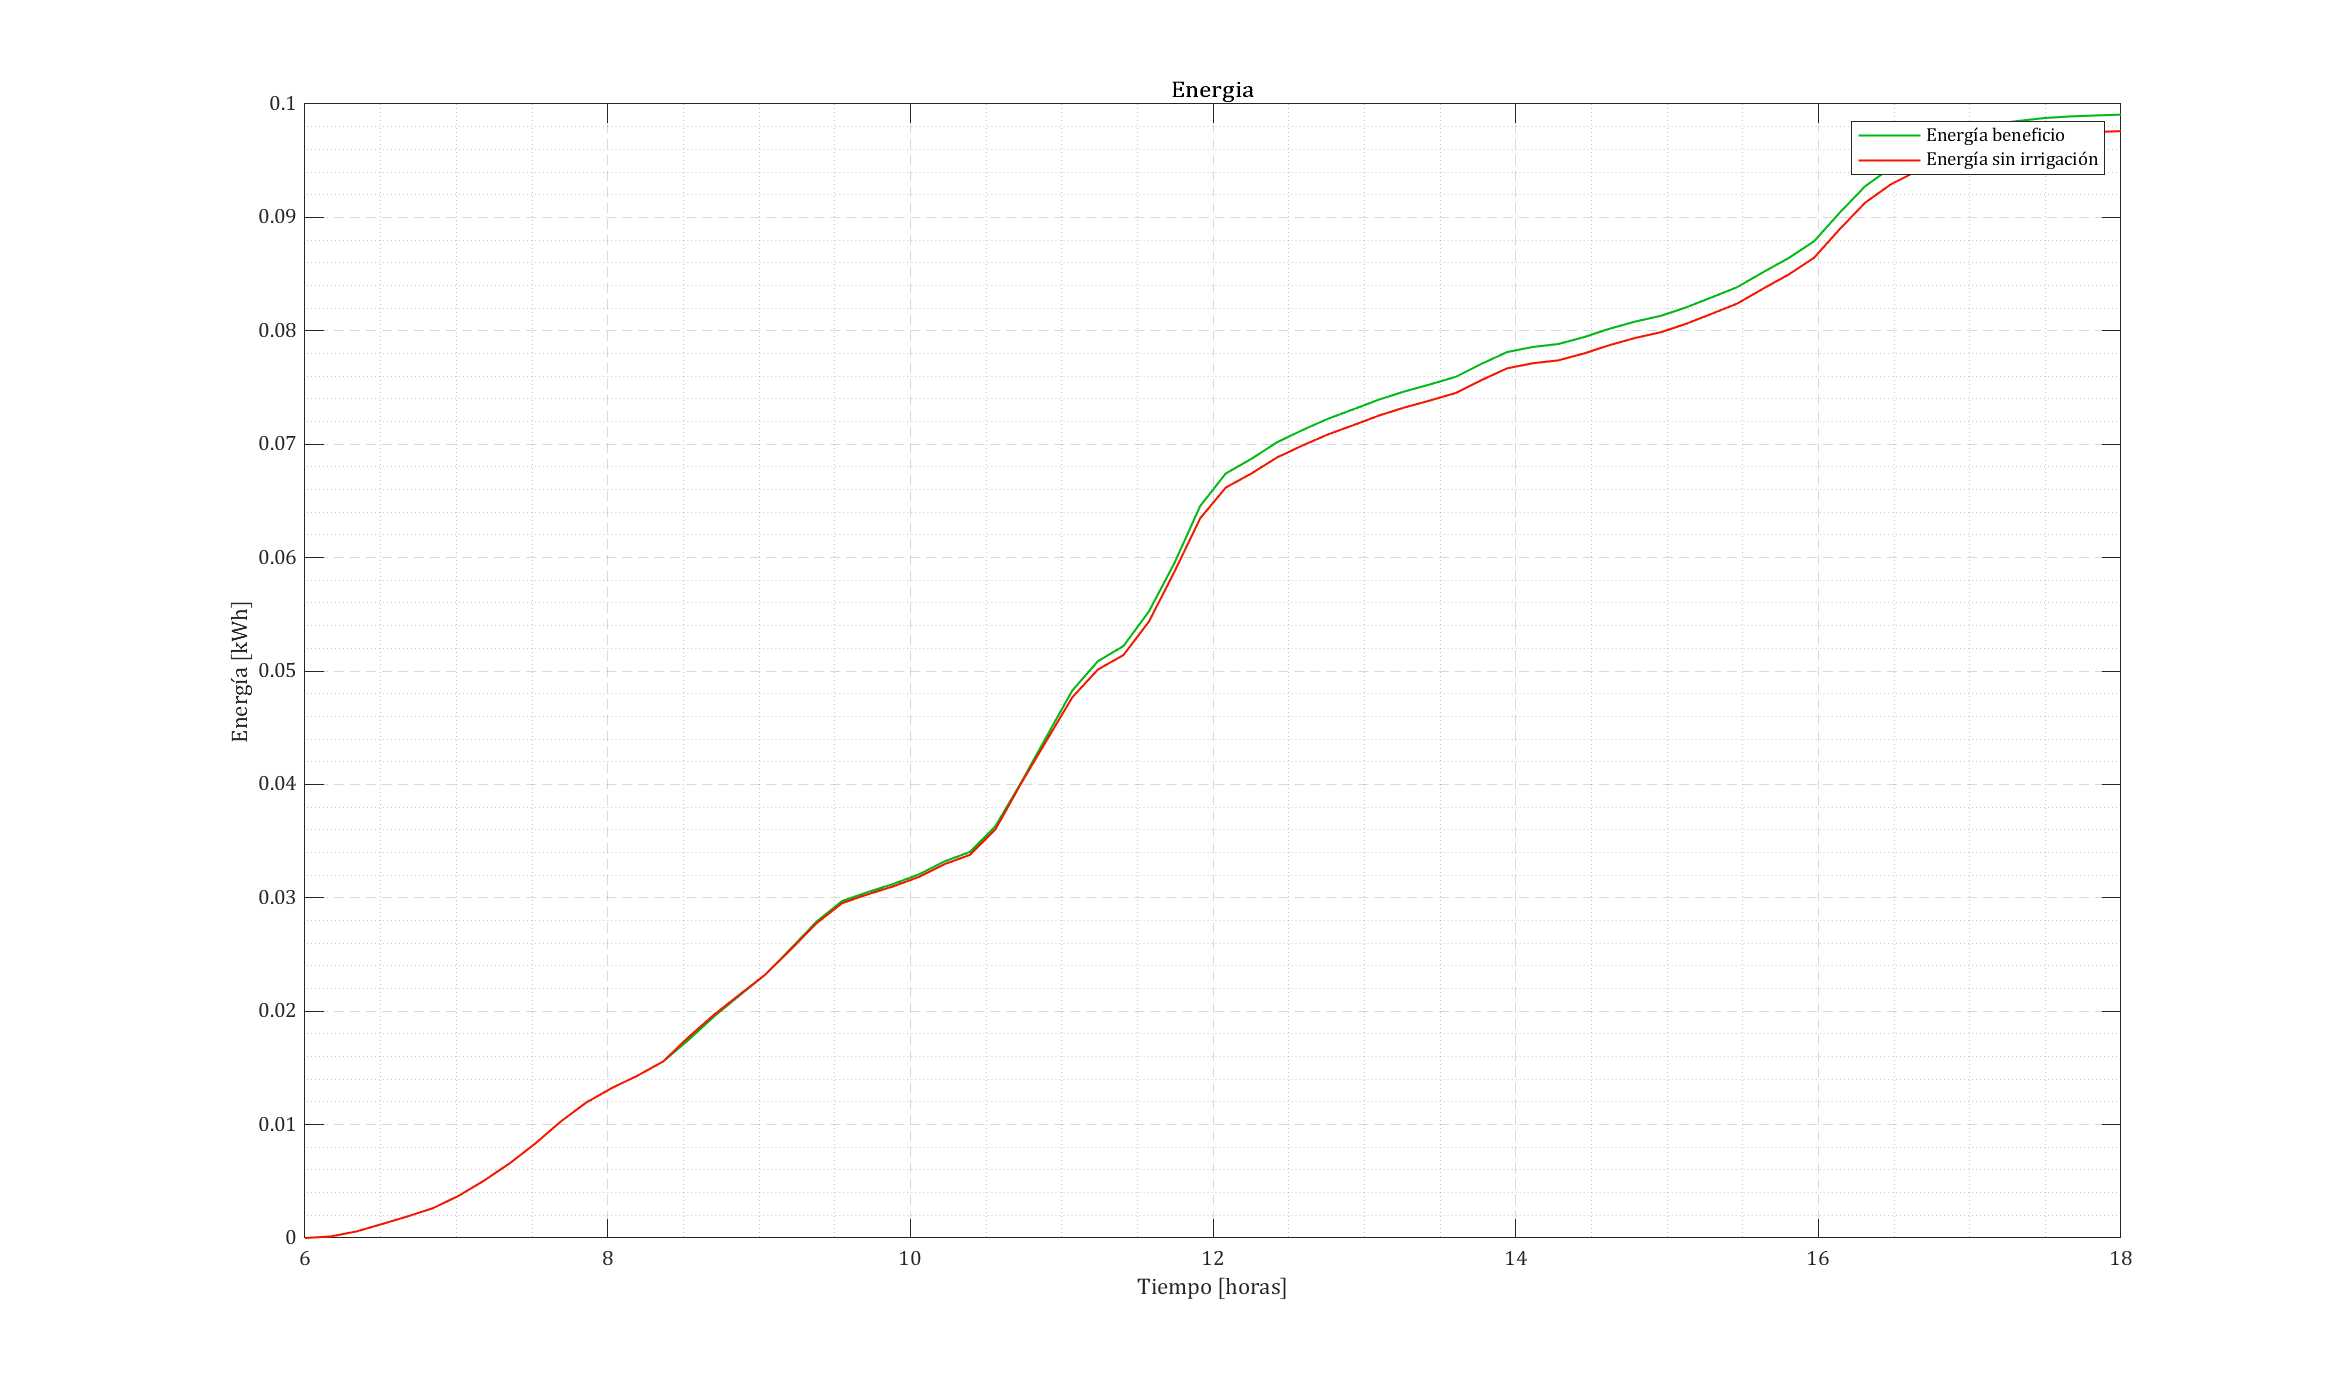 Energia
0.1
0.09
0.08
0.07
0.06
0.05
0.04
0.03
0.02
0.01
0
Energía [kWh]
Energía beneficio
Energía sin irrigación
6 8 10 12 14 16 18
Tiempo [horas]